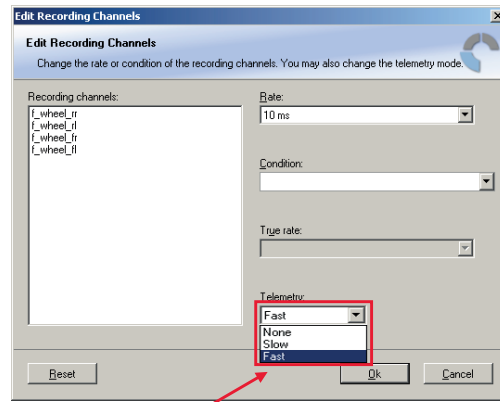 Edit Recording Channels
Edit Recording Channels
Change the rate or condition of the recording channels. You may also change the telemetry mode.
Recording channels:
f_wheel_rr
f_wheel_rl
f_wheel_fr
f_wheel_fl
Rate:
10 ms
Condition:
True rate:
Telemetry:
Fast
None
Slow
Fast
Reset
Ok
Cancel